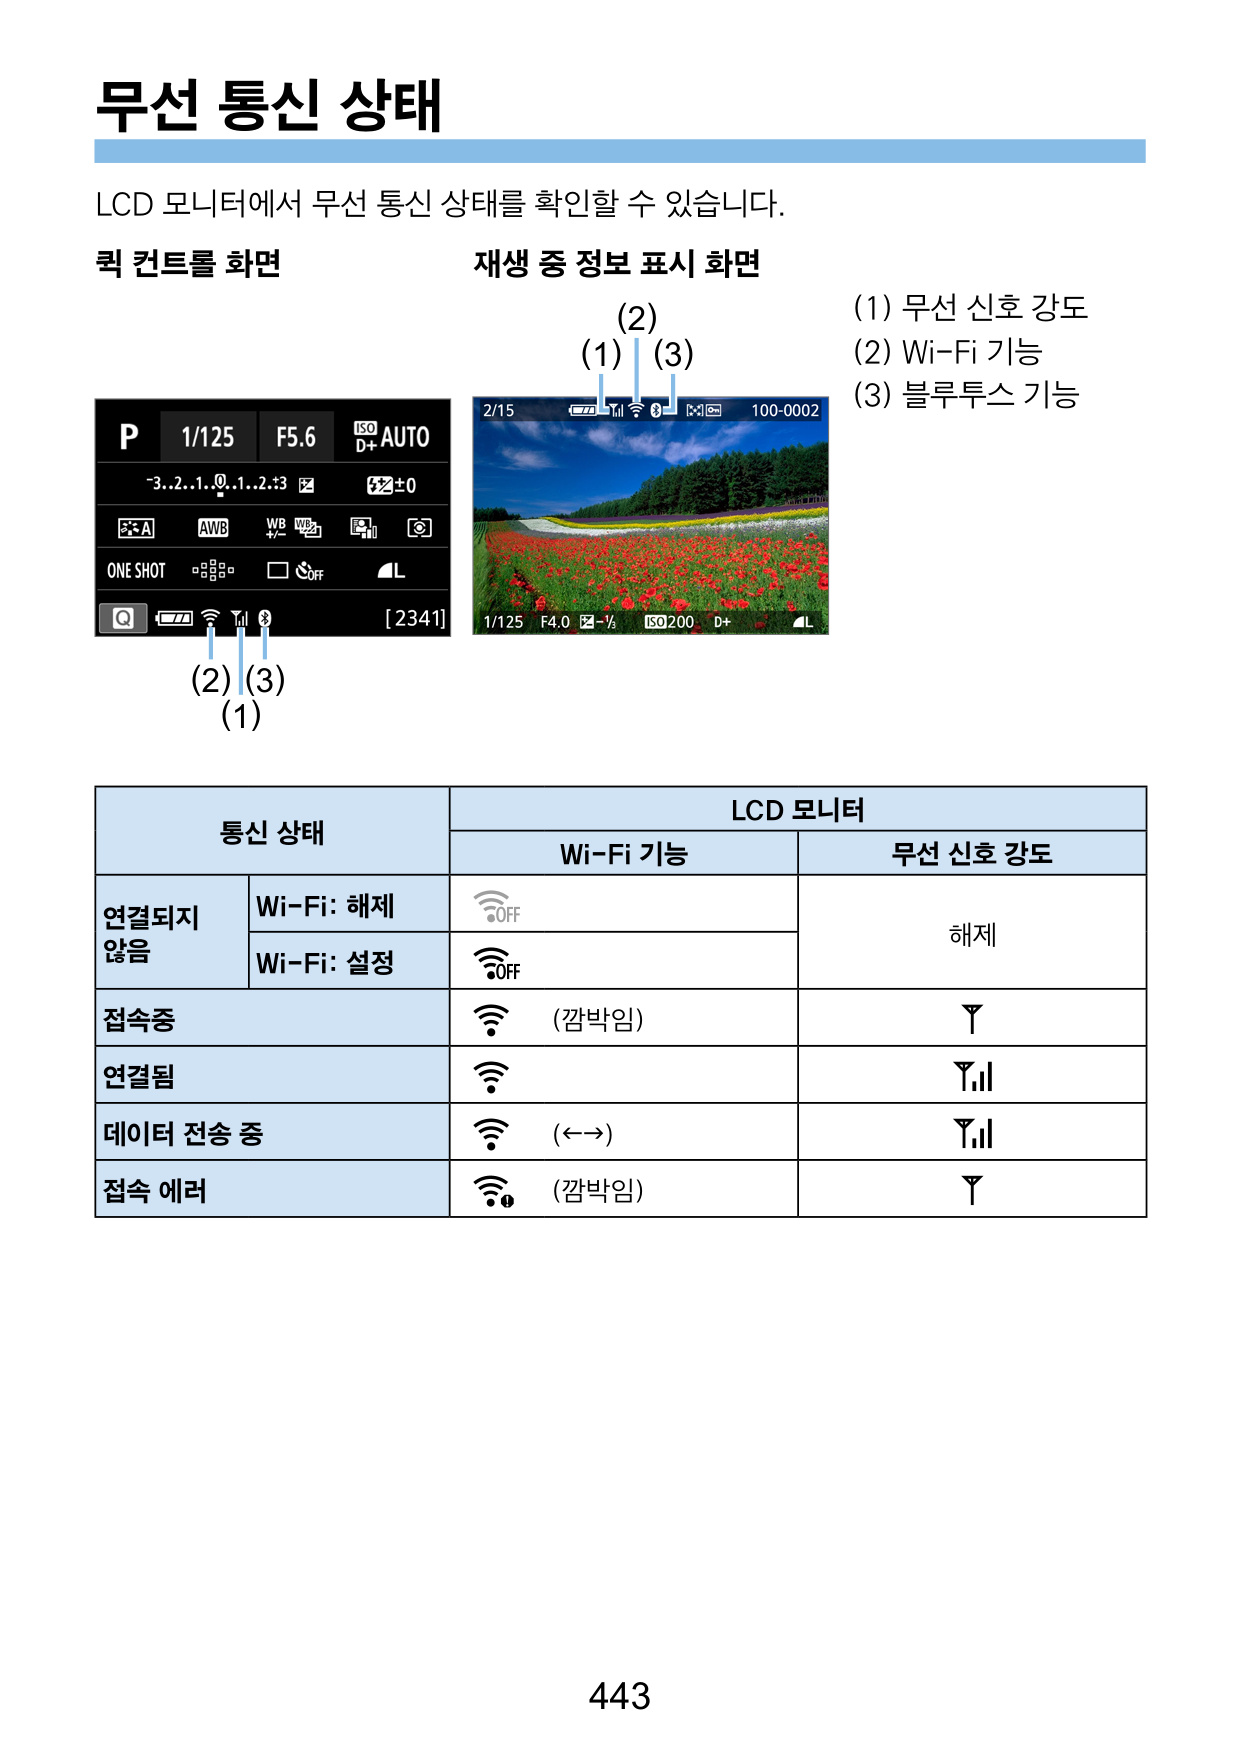 무선 통신 상태
LCD 모니터에서 무선 통신 상태를 확인할 수 있습니다.
퀵 컨트롤 화면
재생 중 정보 표시 화면
(1) 무선 신호 강도
(2) Wi-Fi 기능
(3) 블루투스 기능
(2)
(1) (3)
P 1/125 F5.6 ISO D+ AUTO
-3..2..1..0..1..2.:+3 ±0
A AWB WB +/- WB
ONE SHOT OFF L
Q [2341]
(2) (3)
(1)
2/15 100-0002
1/125 F4.0 -1/3 ISO 200 D+ L
통신 상태 LCD 모니터
Wi-Fi 기능 무선 신호 강도
연결되지 않음 Wi-Fi: 해제 OFF 해제
Wi-Fi: 설정 OFF
접속중 (깜박임)
연결됨
데이터 전송 중 (←→)
접속 에러 (깜박임)
443